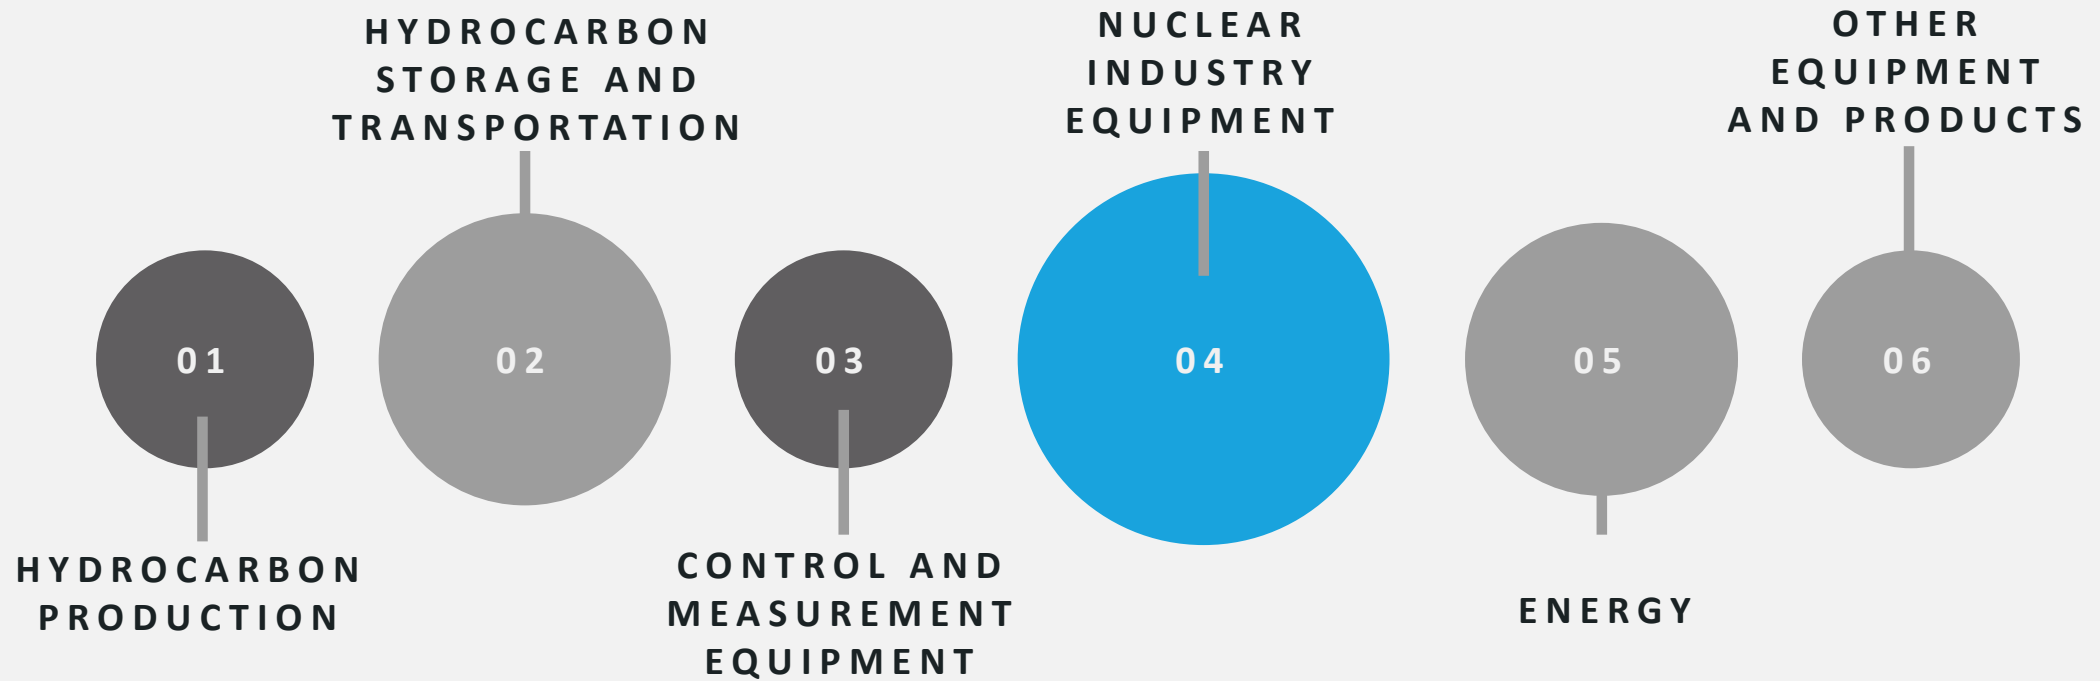 HYDROCARBON
STORAGE AND
TRANSPORTATION
NUCLEAR
INDUSTRY
EQUIPMENT
OTHER
EQUIPMENT
AND PRODUCTS
01
02
03
04
05
06
HYDROCARBON
PRODUCTION
CONTROL AND
MEASUREMENT
EQUIPMENT
ENERGY